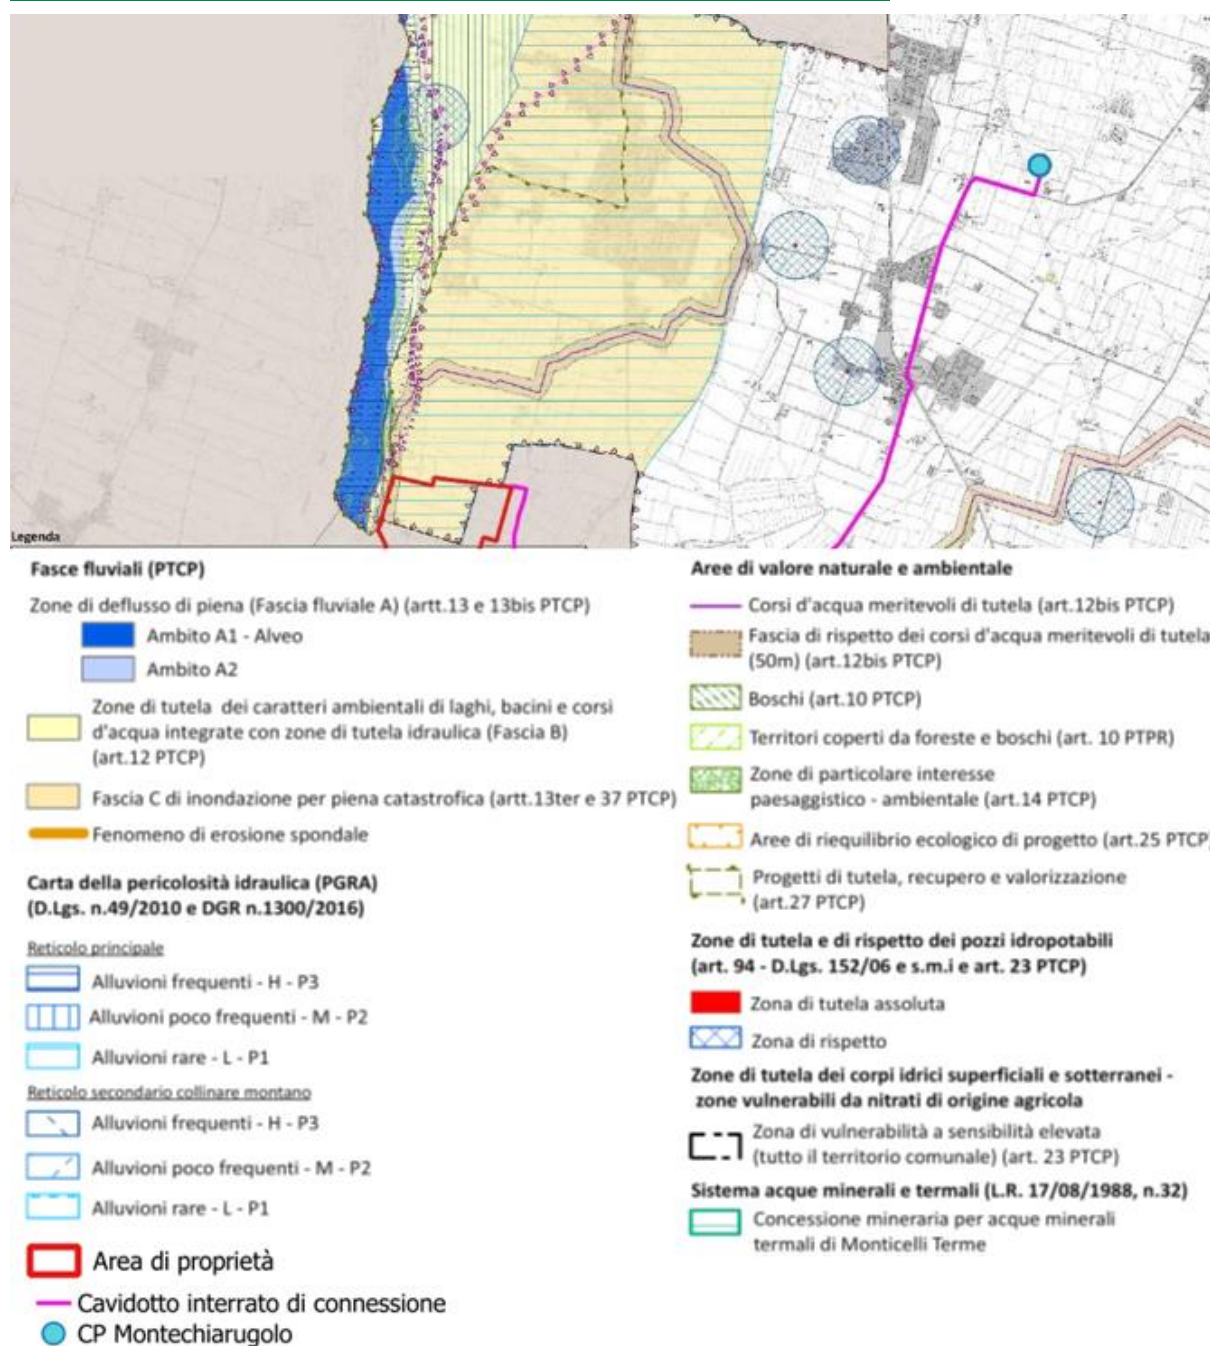 Legenda
Fasce fluviali (PTCP)
Zone di deflusso di piena (Fascia fluviale A) (artt.13 e 13bis PTCP)
Ambito A1 - Alveo
Ambito A2
Zone di tutela dei caratteri ambientali di laghi, bacini e corsi
d'acqua integrate con zone di tutela idraulica (Fascia B)
(art.12 PTCP)
Fascia C di inondazione per piena catastrofica (artt.13ter e 37 PTCP)
Fenomeno di erosione spondale
Carta della pericolosità idraulica (PGRA)
(D.Lgs. n.49/2010 e DGR n.1300/2016)
Reticolo principale
Alluvioni frequenti - H - P3
Alluvioni poco frequenti - M - P2
Alluvioni rare - L - P1
Reticolo secondario collinare montano
Alluvioni frequenti - H - P3
Alluvioni poco frequenti - M - P2
Alluvioni rare - L - P1
Area di proprietà
Cavidotto interrato di connessione
CP Montechiarugolo
Aree di valore naturale e ambientale
Corsi d'acqua meritevoli di tutela (art.12bis PTCP)
Fascia di rispetto dei corsi d'acqua meritevoli di tutela
(50m) (art.12bis PTCP)
Boschi (art.10 PTCP)
Territori coperti da foreste e boschi (art. 10 PTPR)
Zone di particolare interesse
paesaggistico - ambientale (art.14 PTCP)
Aree di riequilibrio ecologico di progetto (art.25 PTCP)
Progetti di tutela, recupero e valorizzazione
(art.27 PTCP)
Zone di tutela e di rispetto dei pozzi idropotabili
(art. 94 - D.Lgs. 152/06 e s.m.i e art. 23 PTCP)
Zona di tutela assoluta
Zona di rispetto
Zone di tutela dei corpi idrici superficiali e sotterranei -
zone vulnerabili da nitrati di origine agricola
Zona di vulnerabilità a sensibilità elevata
(tutto il territorio comunale) (art. 23 PTCP)
Sistema acque minerali e termali (L.R. 17/08/1988, n.32)
Concessione mineraria per acque minerali
termali di Monticelli Terme